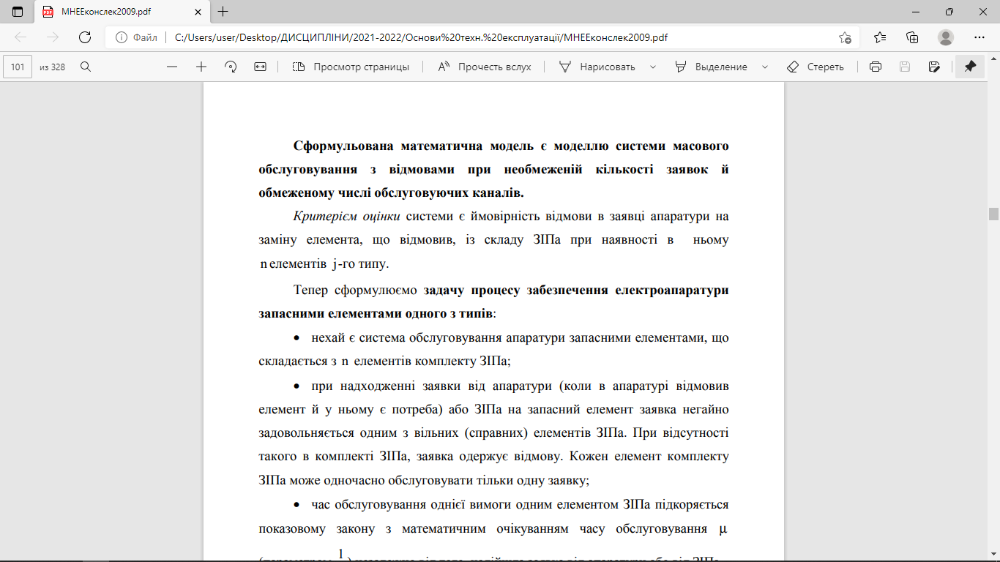 МНЕЕконслек2009.pdf
Файл C:/Users/user/Desktop/ДИСЦИПЛІНИ/2021-2022/Основи%20техн.%20експлуатації/МНЕЕконслек2009.pdf
101 из 328 Просмотр страницы Прочесть вслух Нарисовать Выделение Стереть
Сформульована математична модель є моделлю системи масового
обслуговування з відмовами при необмеженій кількості заявок й
обмеженому числі обслуговуючих каналів.
Критерієм оцінки системи є ймовірність відмови в заявці апаратури на
заміну елемента, що відмовив, із складу ЗІПа при наявності в ньому
n елементів j-го типу.
Тепер сформулюємо задачу процесу забезпечення електроапаратури
запасними елементами одного з типів:
• нехай є система обслуговування апаратури запасними елементами, що
складається з n елементів комплекту ЗІПа;
• при надходженні заявки від апаратури (коли в апаратурі відмовив
елемент й у ньому є потреба) або ЗІПа на запасний елемент заявка негайно
задовольняється одним з вільних (справних) елементів ЗІПа. При відсутності
такого в комплекті ЗІПа, заявка одержує відмову. Кожен елемент комплекту
ЗІПа може одночасно обслуговувати тільки одну заявку;
• час обслуговування однієї вимоги одним елементом ЗІПа підкоряється
показовому закону з математичним очікуванням часу обслуговування μ
1